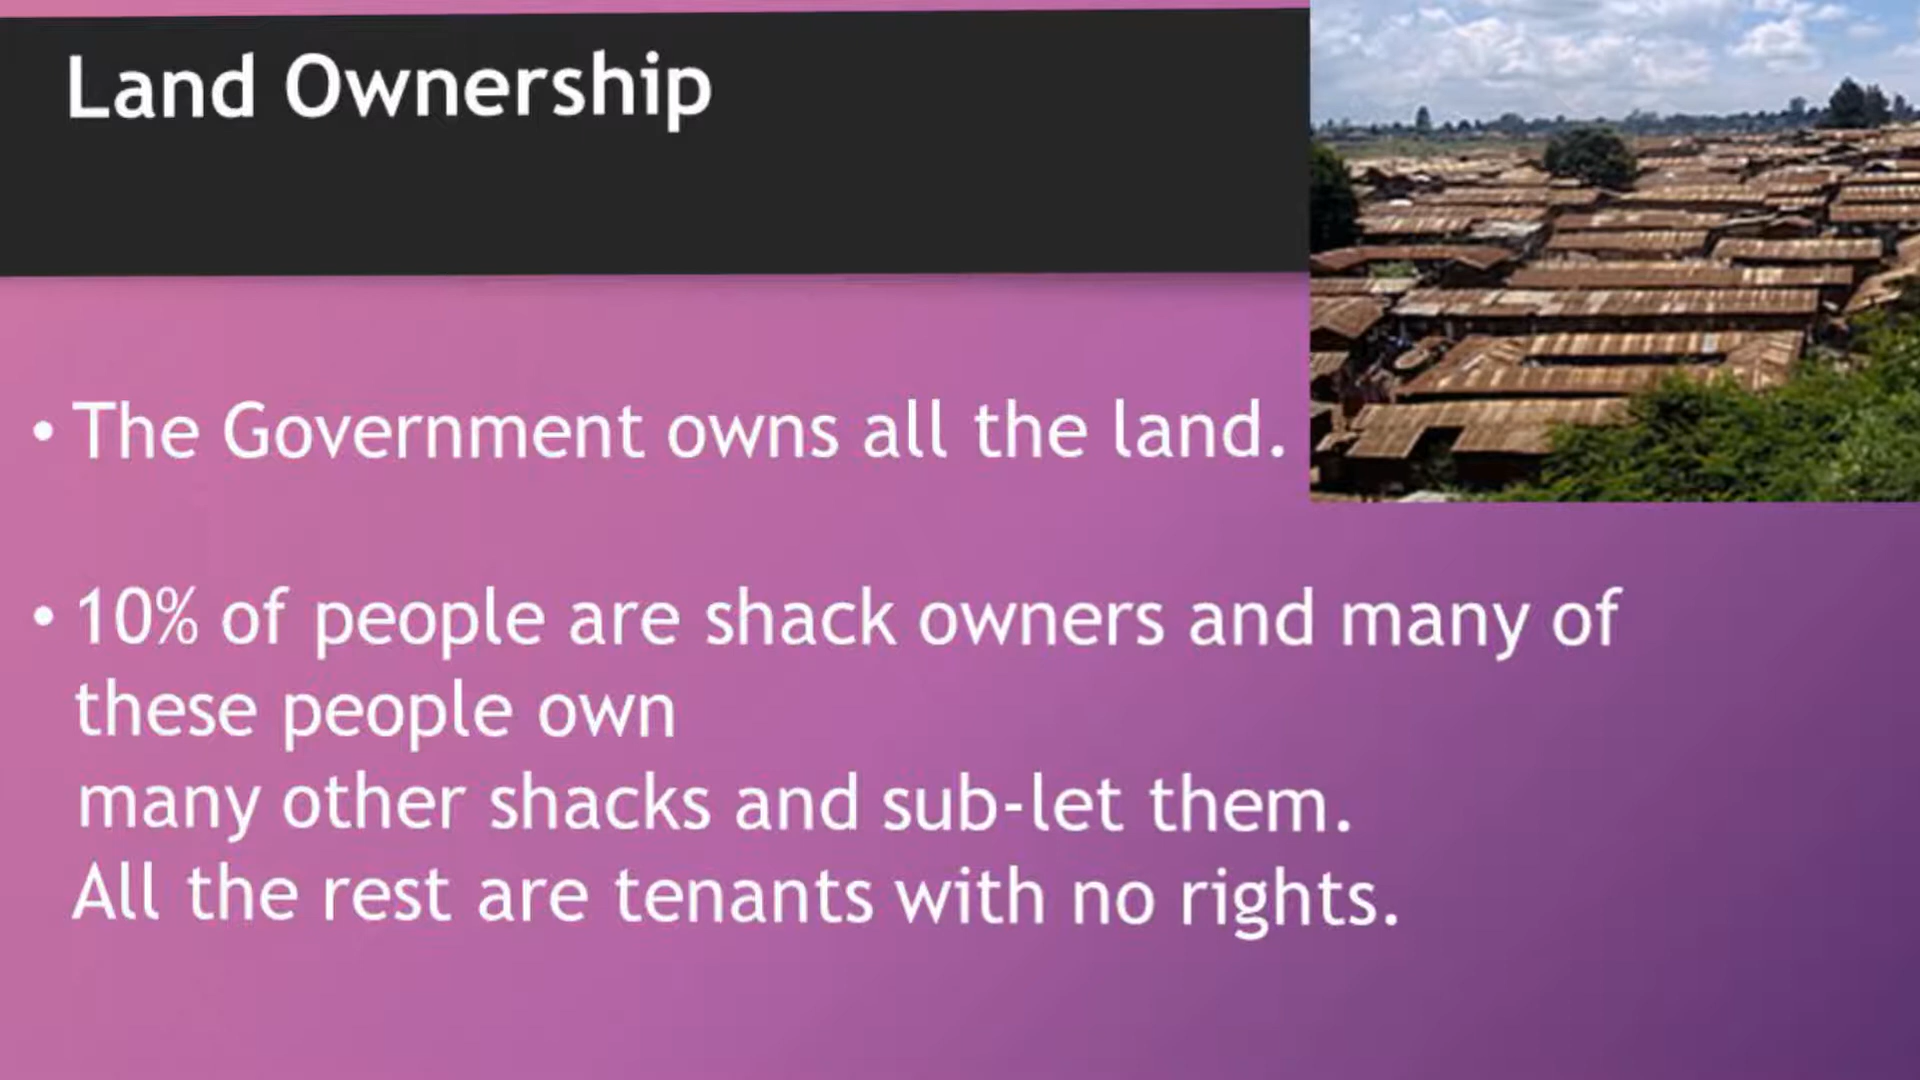 Land Ownership
• The Government owns all the land.
• 10% of people are shack owners and many of
these people own
many other shacks and sub-let them.
All the rest are tenants with no rights.